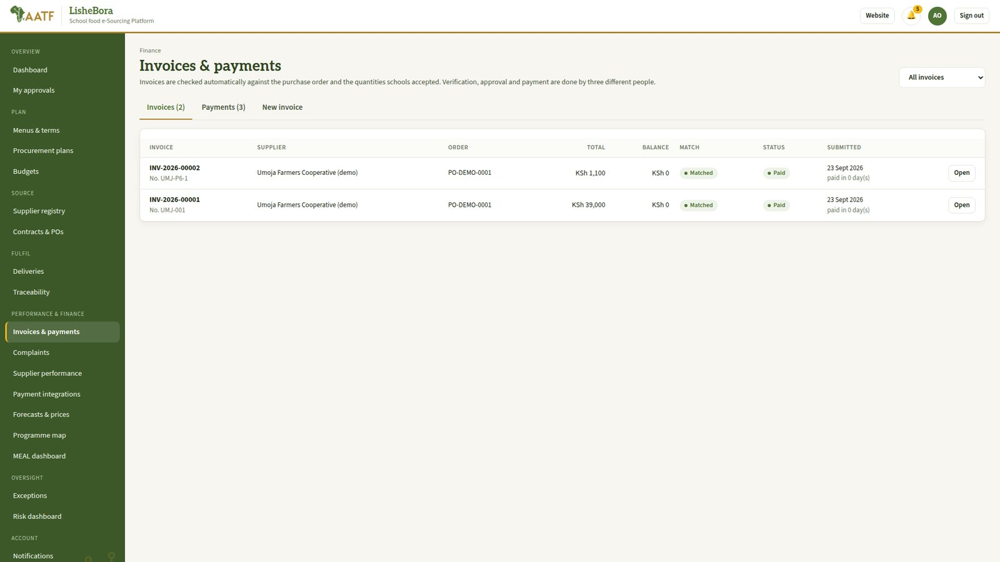 AATF
LisheBora
School food e-Sourcing Platform
Website
5
AO
Sign out
OVERVIEW
Dashboard
My approvals
PLAN
Menus & terms
Procurement plans
Budgets
SOURCE
Supplier registry
Contracts & POs
FULFIL
Deliveries
Traceability
PERFORMANCE & FINANCE
Invoices & payments
Complaints
Supplier performance
Payment integrations
Forecasts & prices
Programme map
MEAL dashboard
OVERSIGHT
Exceptions
Risk dashboard
ACCOUNT
Notifications
Finance
Invoices & payments
Invoices are checked automatically against the purchase order and the quantities schools accepted. Verification, approval and payment are done by three different people.
All invoices
Invoices (2) Payments (3) New invoice
INVOICE SUPPLIER ORDER TOTAL BALANCE MATCH STATUS SUBMITTED
INV-2026-00002 Umoja Farmers Cooperative (demo) PO-DEMO-0001 KSh 1,100 KSh 0 Matched Paid 23 Sept 2026 Open
No. UMJ-P6-1 paid in 0 day(s)
INV-2026-00001 Umoja Farmers Cooperative (demo) PO-DEMO-0001 KSh 39,000 KSh 0 Matched Paid 23 Sept 2026 Open
No. UMJ-001 paid in 0 day(s)